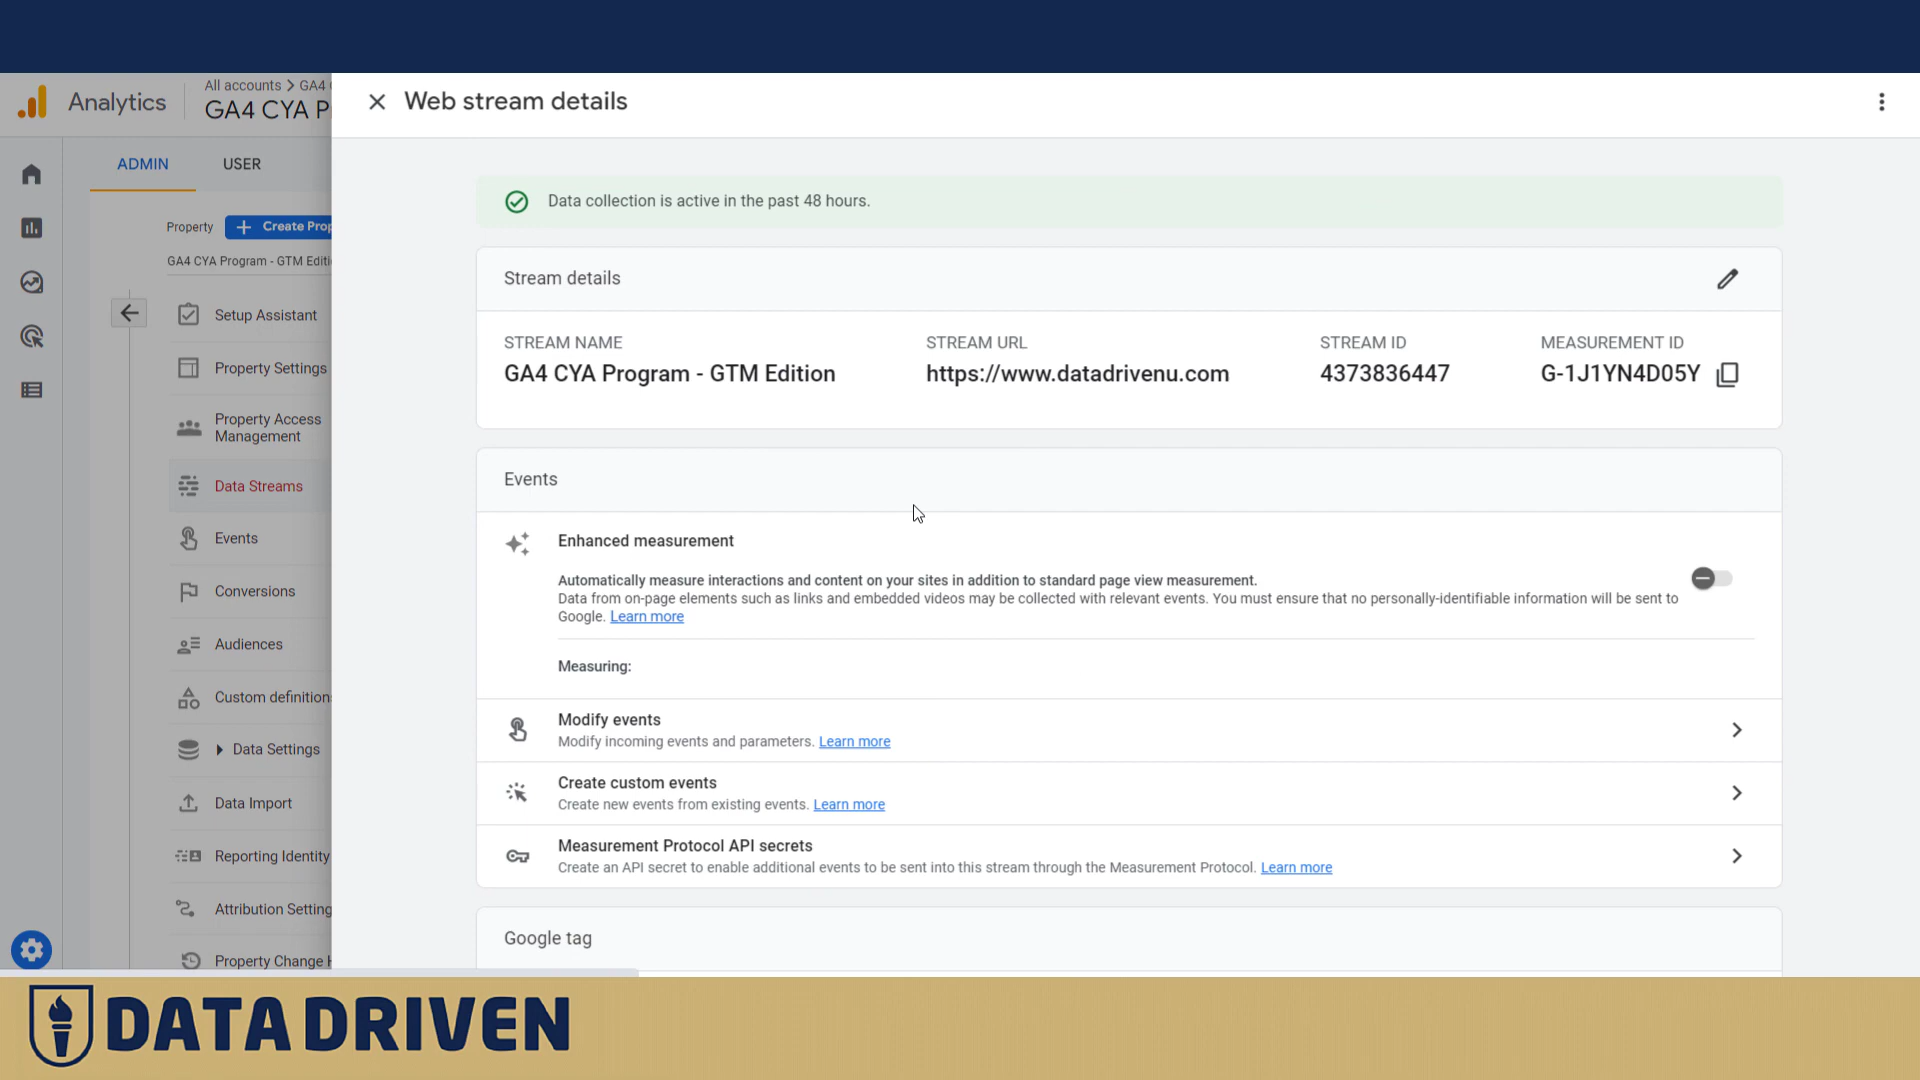 Analytics
All accounts > GA4
GA4 CYA P
Web stream details
ADMIN
USER
Property
Create Prop
GA4 CYA Program - GTM Editi
Setup Assistant
Property Settings
Property Access
Management
Data Streams
Events
Conversions
Audiences
Custom definition
Data Settings
Data Import
Reporting Identity
Attribution Setting
Property Change H
Data collection is active in the past 48 hours.
Stream details
STREAM NAME
GA4 CYA Program - GTM Edition
STREAM URL
https://www.datadrivenu.com
STREAM ID
4373836447
MEASUREMENT ID
G-1J1YN4D05Y
Events
Enhanced measurement
Automatically measure interactions and content on your sites in addition to standard page view measurement.
Data from on-page elements such as links and embedded videos may be collected with relevant events. You must ensure that no personally-identifiable information will be sent to
Google. Learn more
Measuring:
Modify events
Modify incoming events and parameters. Learn more
Create custom events
Create new events from existing events. Learn more
Measurement Protocol API secrets
Create an API secret to enable additional events to be sent into this stream through the Measurement Protocol. Learn more
Google tag
DATA DRIVEN